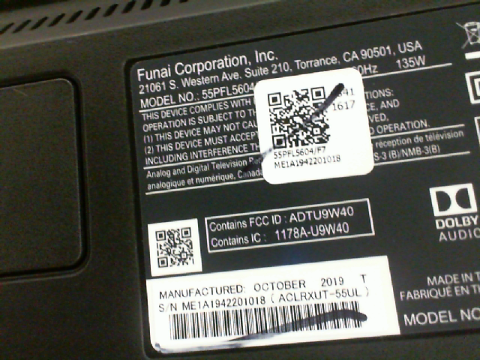 Funai Corporation, Inc.
21061 S. Western Ave. Suite 210, Torrance, CA 90501, USA
MODEL NO.: 55PFL5604 60Hz 135W
THIS DEVICE COMPLIES WITH
OPERATION IS SUBJECT TO
(1) THIS DEVICE MAY NOT
(2) THIS DEVICE MUST ACCEPT
INCLUDING INTERFERENCE OPERATION.
Analog and Digital Television réception de télévision
analogique et numérique, Canada -3 (B)/NMB-3(B)
41
1617
55PFL5604/F7
ME1A1942201018
Contains FCC ID : ADTU9W40
Contains IC : 1178A-U9W40
DOLBY
AUDIO
MANUFACTURED: OCTOBER 2019 T
S/N ME1A1942201018 ( ACLRXUT-55UL )
MADE IN
FABRIQUÉ EN
MODEL NO